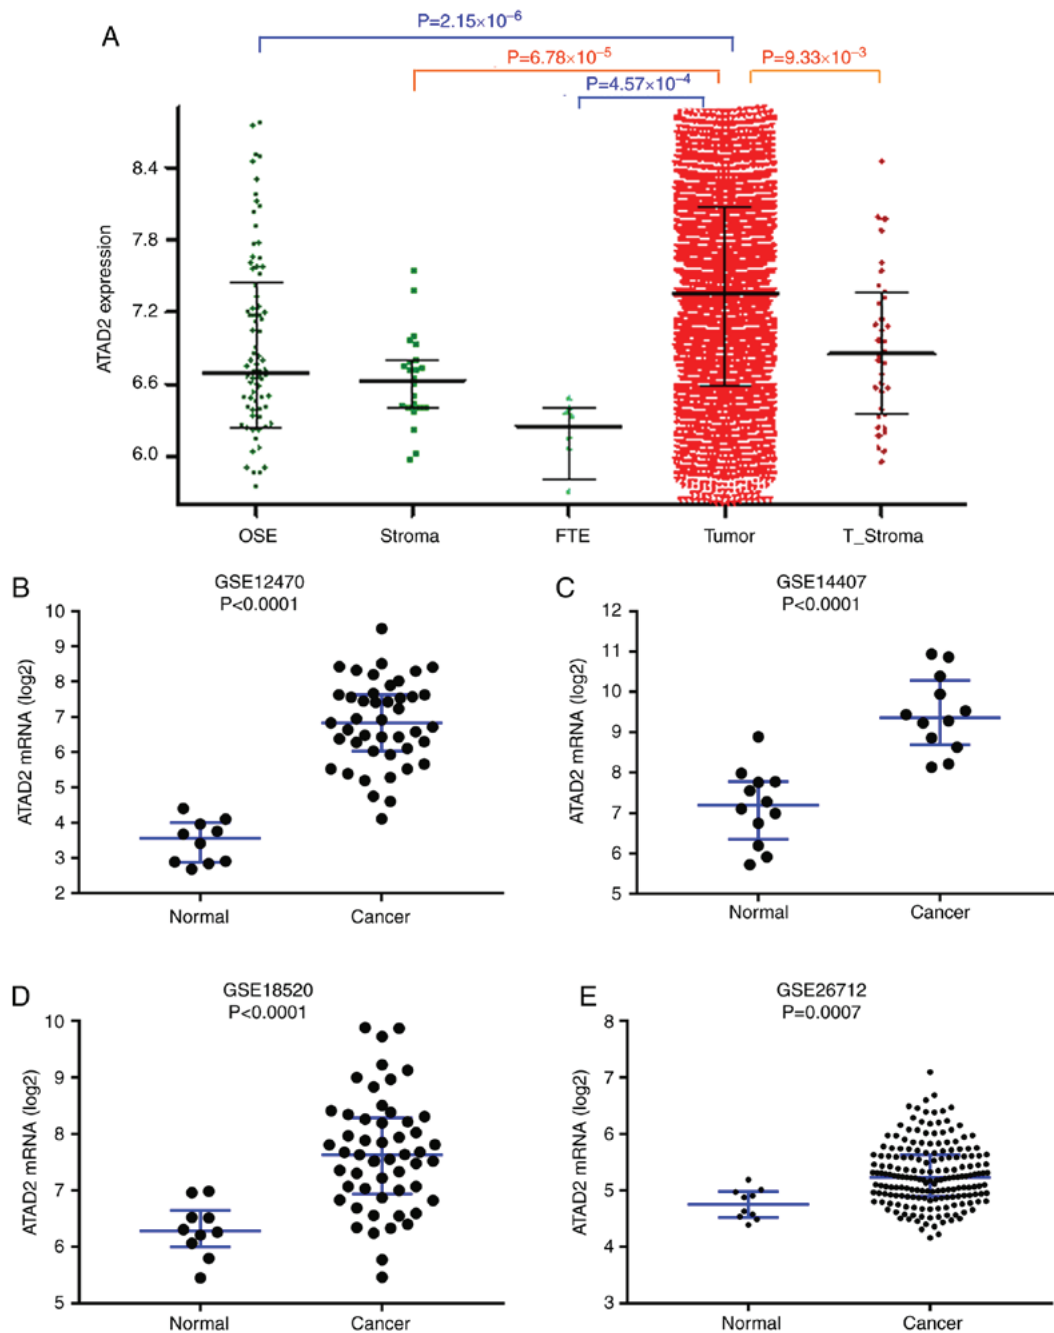 A
P=2.15×10⁻⁶
P=6.78×10⁻⁵
P=9.33×10⁻³
P=4.57×10⁻⁴
ATAD2 expression
8.4
7.8
7.2
6.6
6.0
OSE Stroma FTE Tumor T_Stroma
B
GSE12470
P<0.0001
ATAD2 mRNA (log2)
10
9
8
7
6
5
4
3
2
Normal Cancer
C
GSE14407
P<0.0001
ATAD2 mRNA (log2)
12
11
10
9
8
7
6
5
Normal Cancer
D
GSE18520
P<0.0001
ATAD2 mRNA (log2)
10
9
8
7
6
5
Normal Cancer
E
GSE26712
P=0.0007
ATAD2 mRNA (log2)
8
7
6
5
4
3
Normal Cancer